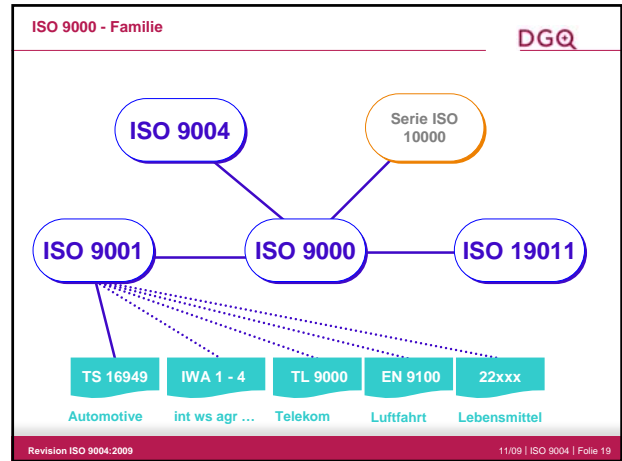 ISO 9000 - Familie
DGQ
ISO 9004
Serie ISO
10000
ISO 9001
ISO 9000
ISO 19011
TS 16949
IWA 1 - 4
TL 9000
EN 9100
22xxx
Automotive
int ws agr ...
Telekom
Luftfahrt
Lebensmittel
Revision ISO 9004:2009
11/09 | ISO 9004 | Folie 19